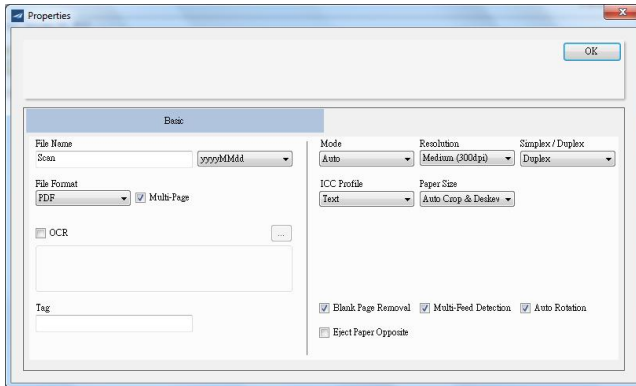 Properties
OK
Basic
File Name
Scan yyyyMMdd
File Format
PDF Multi-Page
OCR ...
Tag
Mode Resolution Simplex / Duplex
Auto Medium (300dpi) Duplex
ICC Profile Paper Size
Text Auto Crop & Deskev
Blank Page Removal Multi-Feed Detection Auto Rotation
Eject Paper Opposite